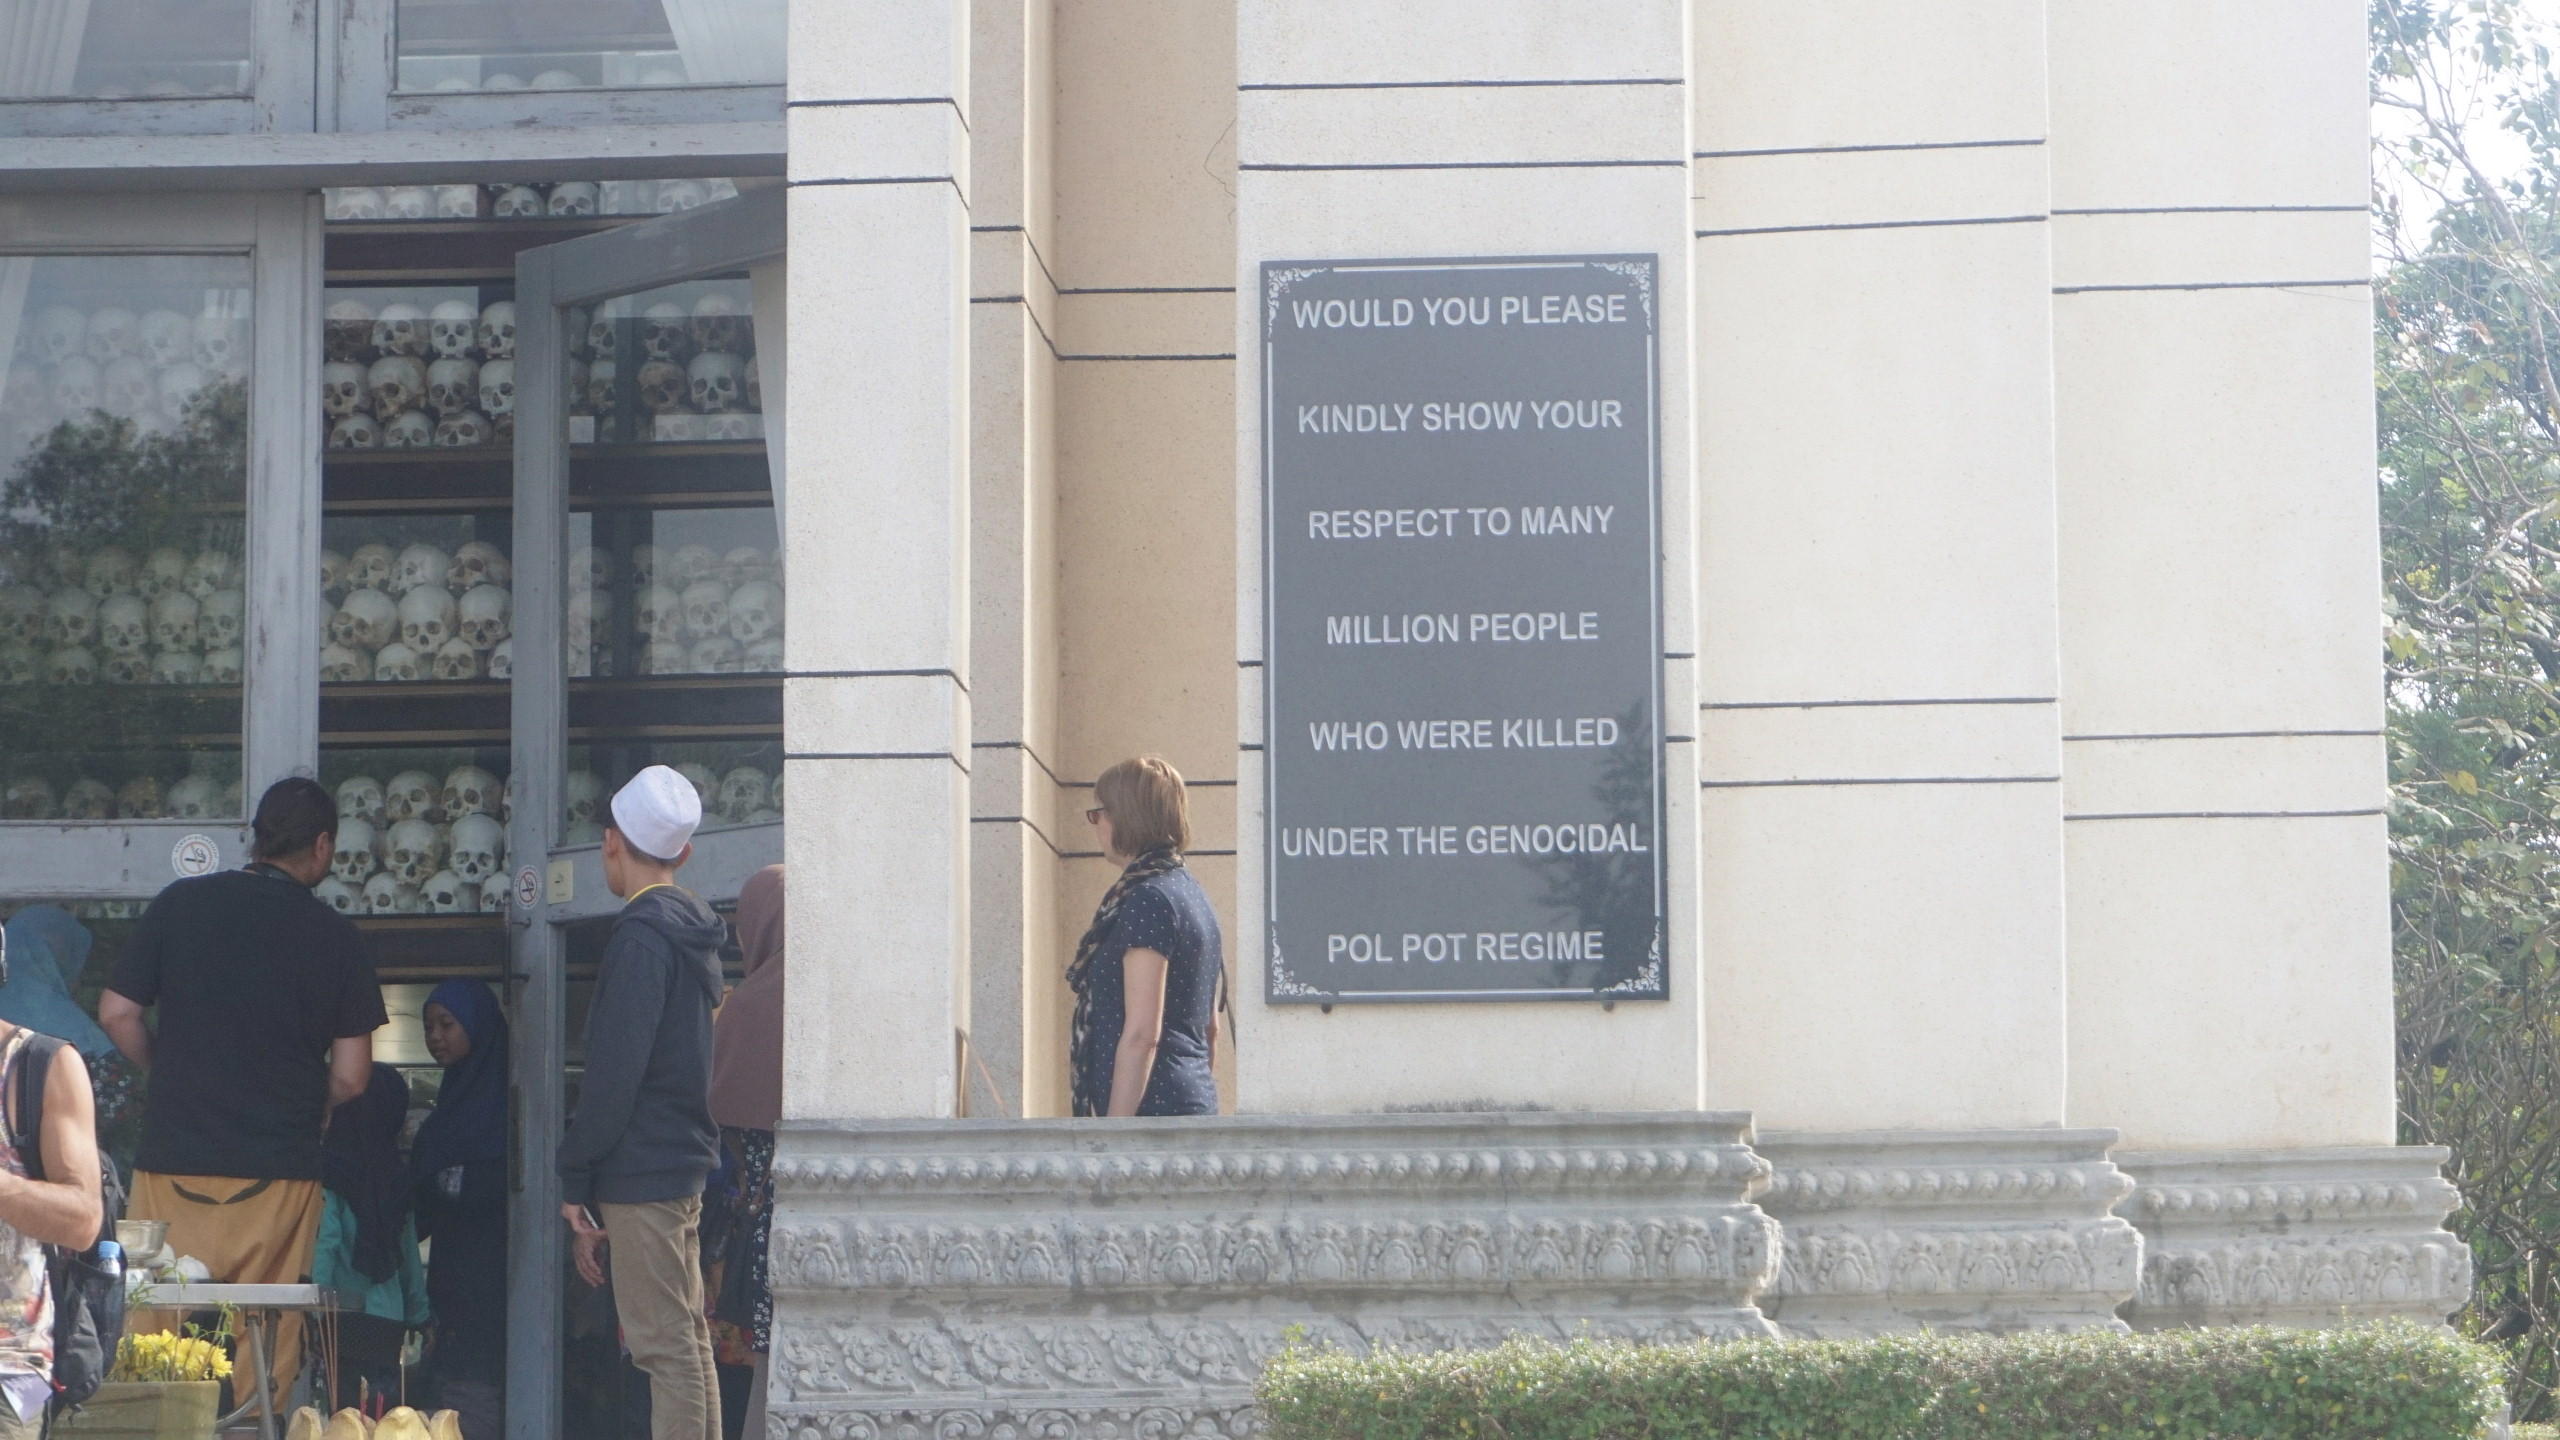 WOULD YOU PLEASE
KINDLY SHOW YOUR
RESPECT TO MANY
MILLION PEOPLE
WHO WERE KILLED
UNDER THE GENOCIDAL
POL POT REGIME